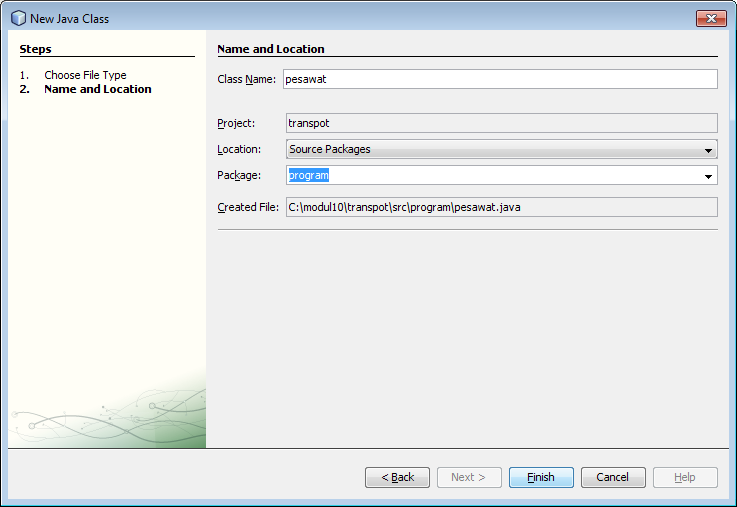 New Java Class
Steps
1. Choose File Type
2. Name and Location
Name and Location
Class Name: pesawat
Project: transpot
Location: Source Packages
Package: program
Created File: C:\modul10\transpot\src\program\pesawat.java
< Back Next > Finish Cancel Help